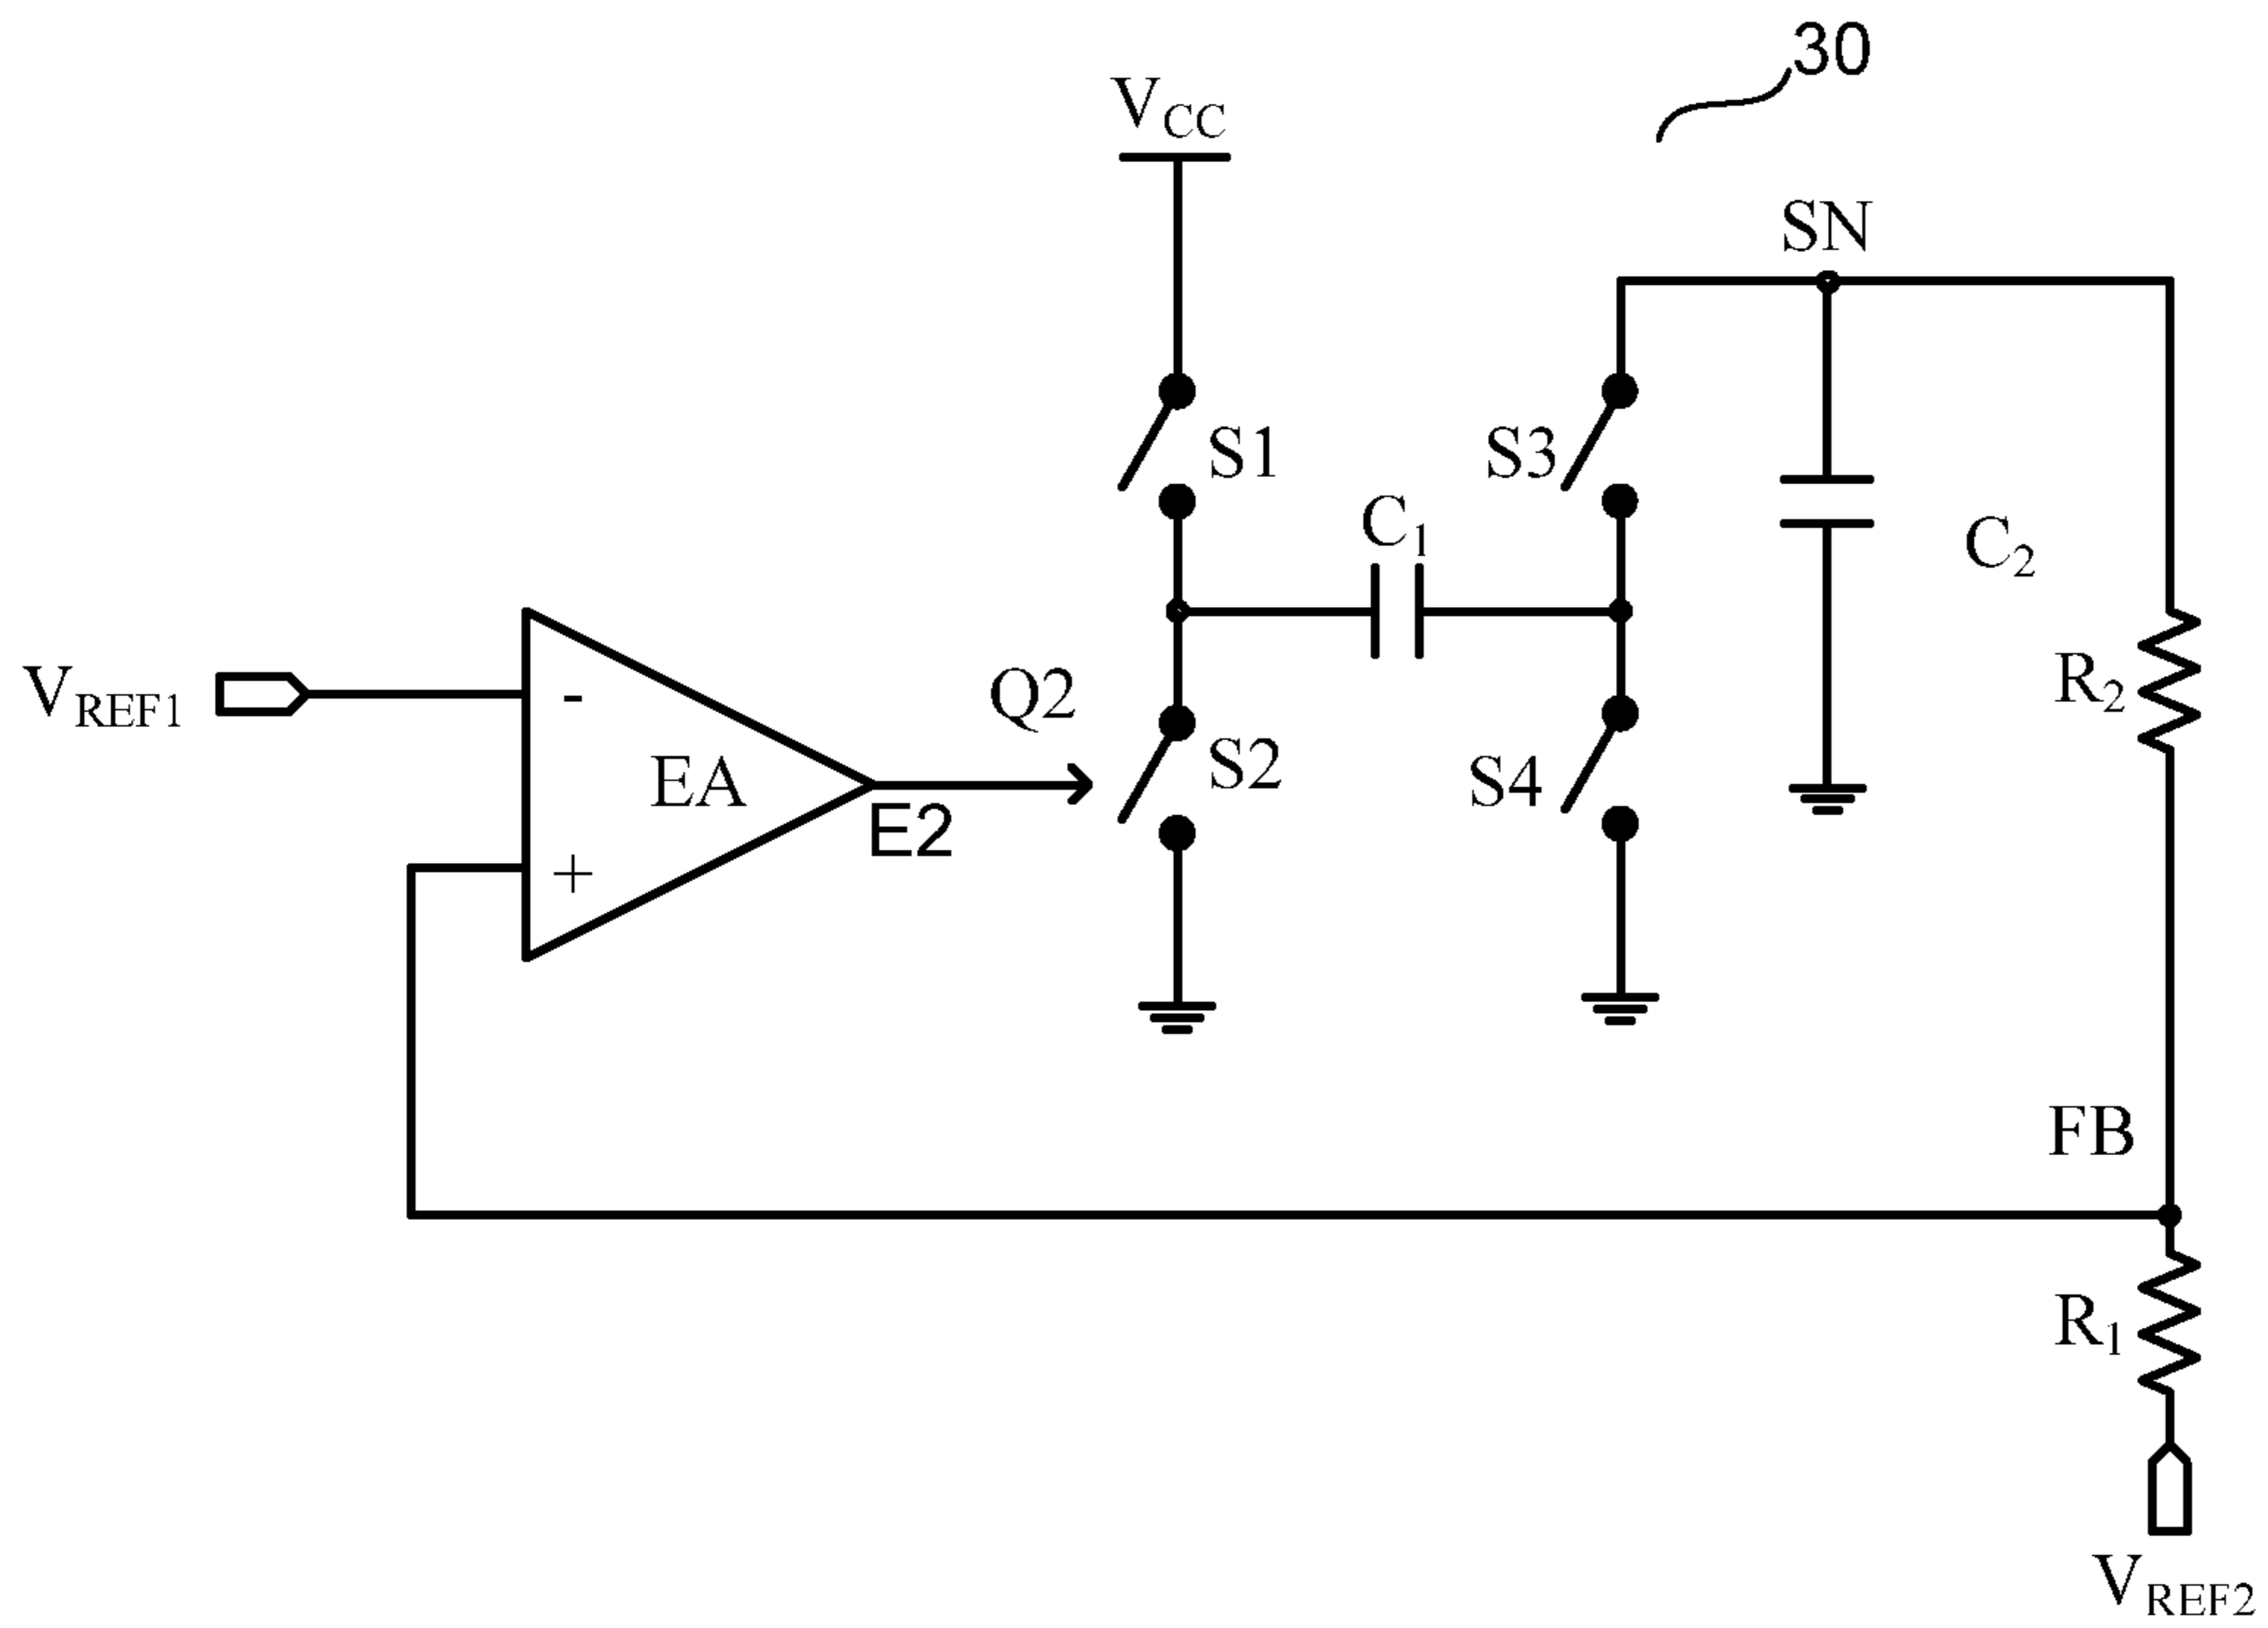 30
VCC
SN
S1
S3
C1
C2
VREF1
-
Q2
R2
EA
S2
S4
E2
+
FB
R1
VREF2